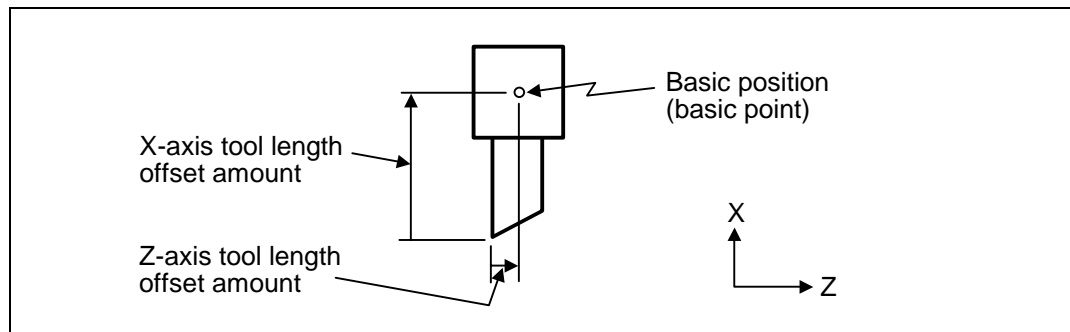 Basic position
(basic point)
X-axis tool length
offset amount
Z-axis tool length
offset amount
X
Z